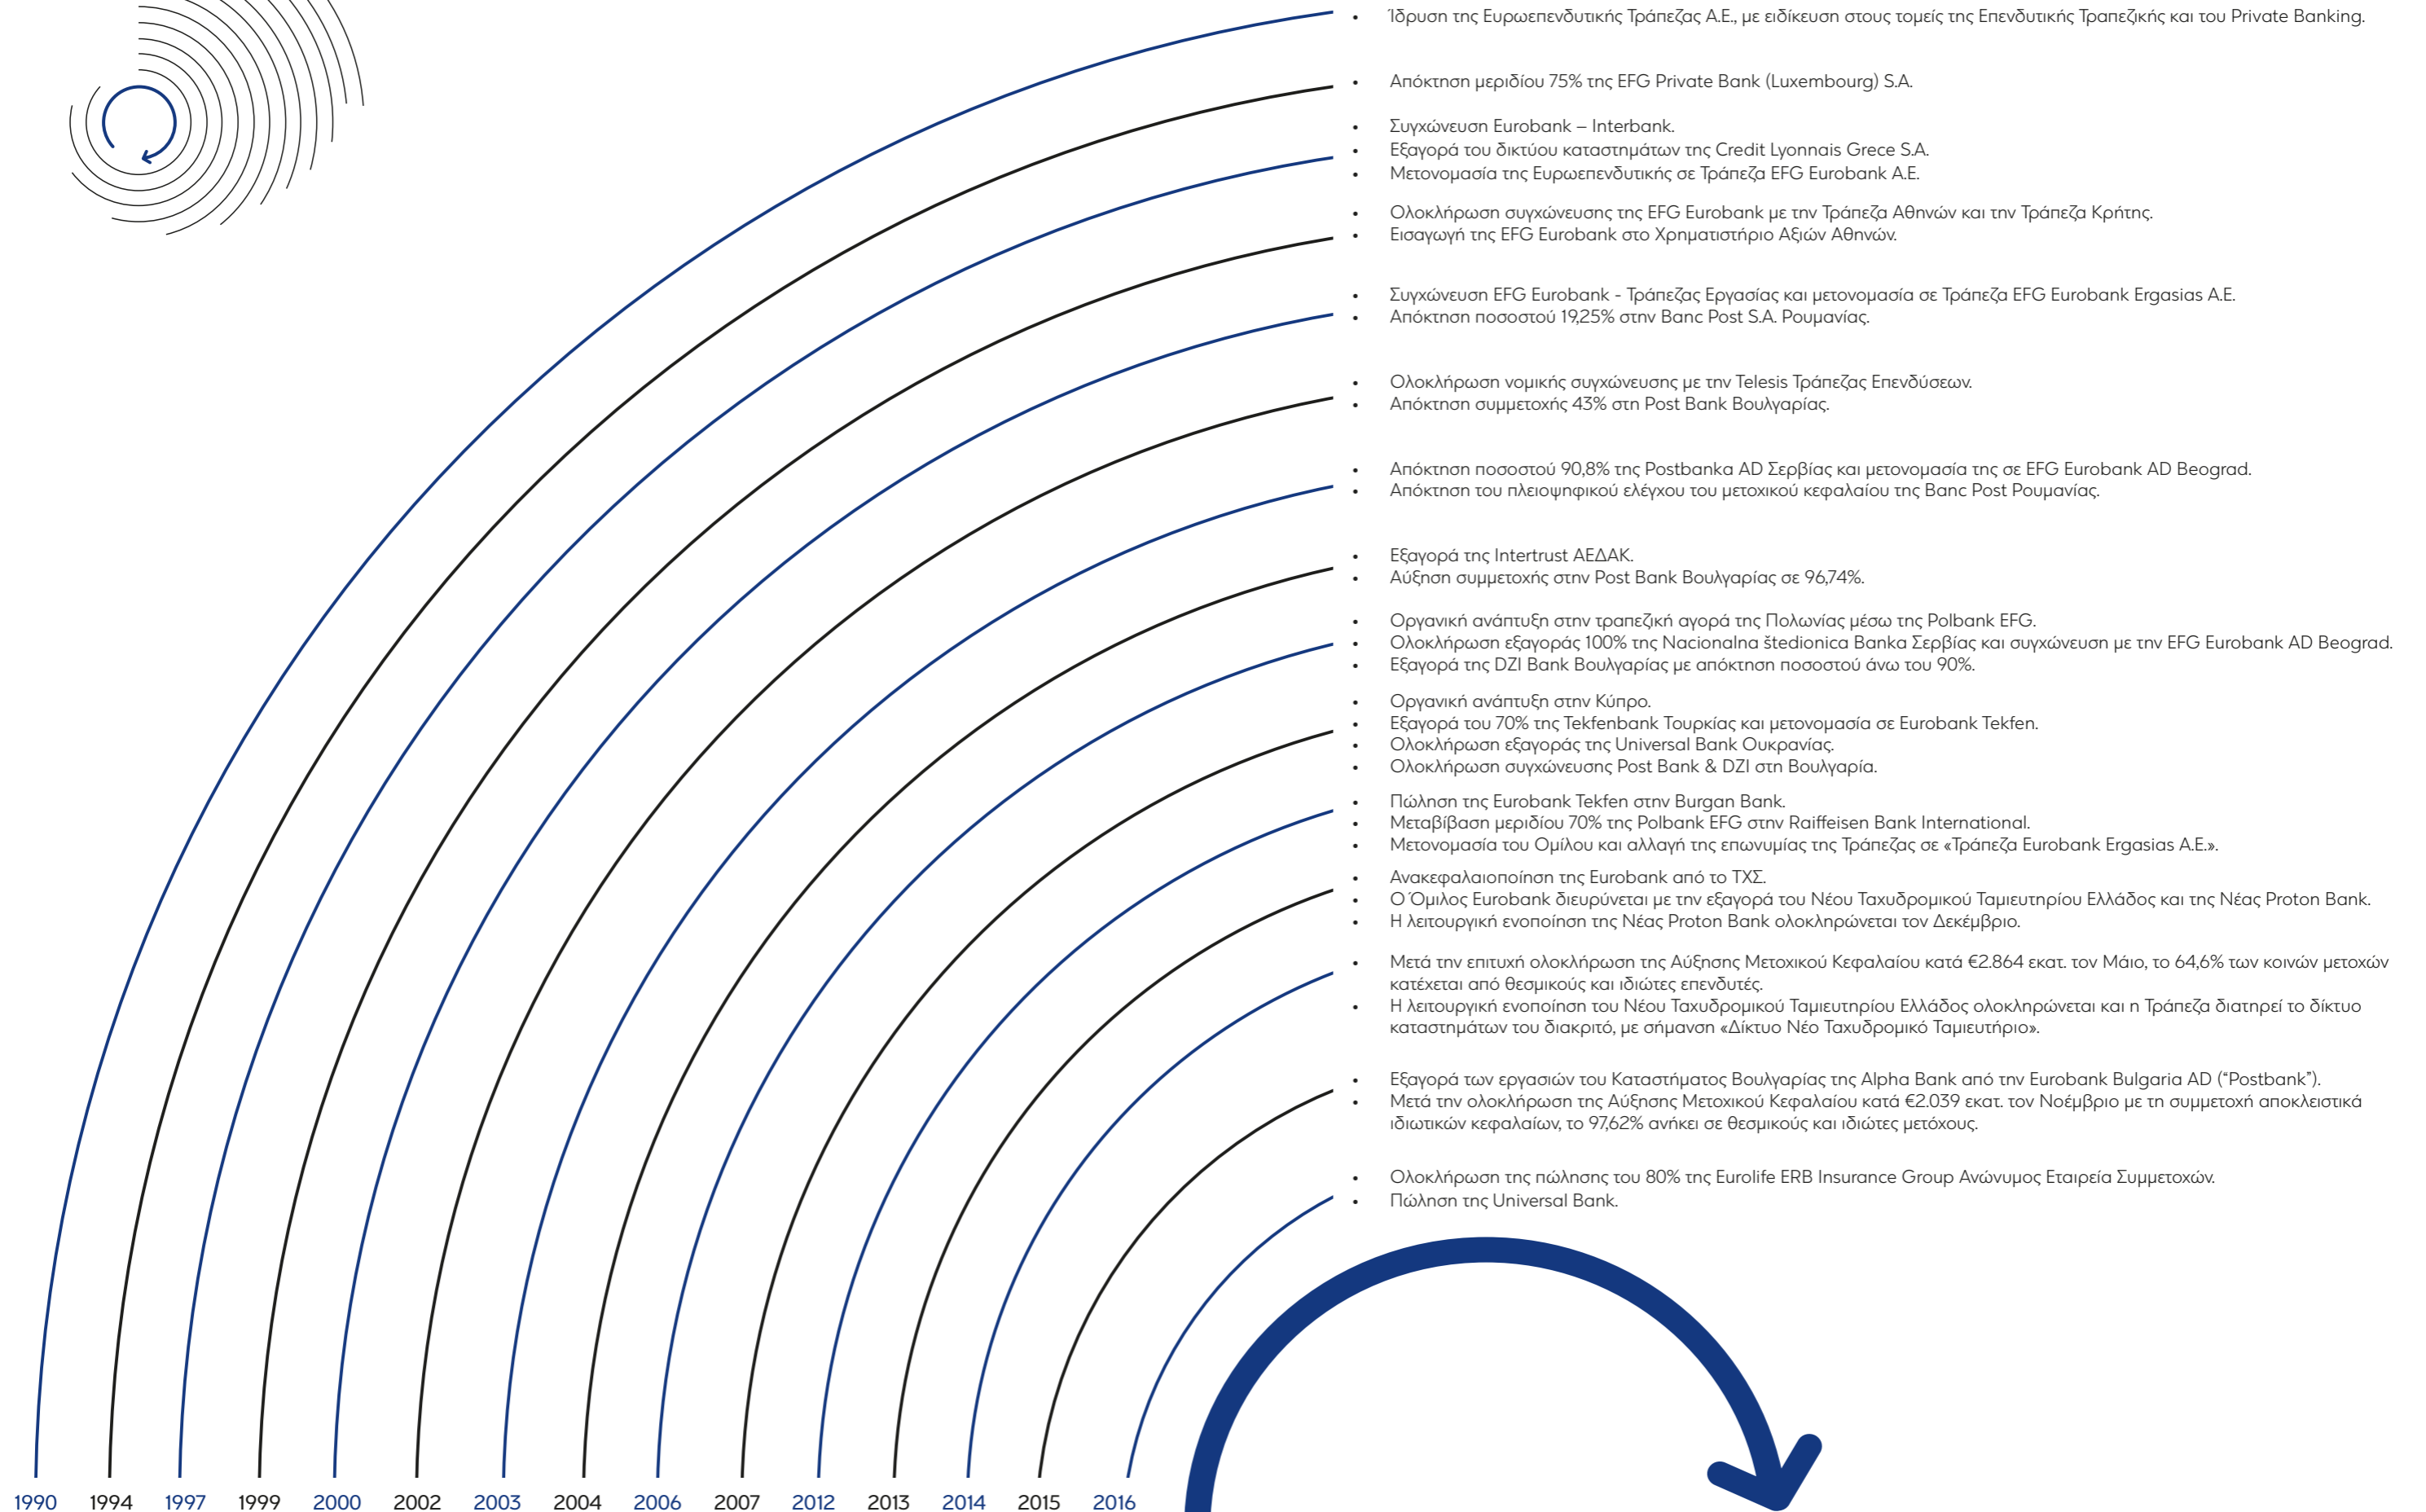 Ίδρυση της Ευρωεπενδυτικής Τράπεζας Α.Ε., με ειδίκευση στους τομείς της Επενδυτικής Τραπεζικής και του Private Banking.
Απόκτηση μεριδίου 75% της EFG Private Bank (Luxembourg) S.A.
Συγχώνευση Eurobank – Interbank.
Εξαγορά του δικτύου καταστημάτων της Credit Lyonnais Grece S.A.
Μετονομασία της Ευρωεπενδυτικής σε Τράπεζα EFG Eurobank Α.Ε.
Ολοκλήρωση συγχώνευσης της EFG Eurobank με την Τράπεζα Αθηνών και την Τράπεζα Κρήτης.
Εισαγωγή της EFG Eurobank στο Χρηματιστήριο Αξιών Αθηνών.
Συγχώνευση EFG Eurobank - Τράπεζας Εργασίας και μετονομασία σε Τράπεζα EFG Eurobank Ergasias Α.Ε.
Απόκτηση ποσοστού 19,25% στην Banc Post S.A. Ρουμανίας.
Ολοκλήρωση νομικής συγχώνευσης με την Telesis Τράπεζας Επενδύσεων.
Απόκτηση συμμετοχής 43% στη Post Bank Βουλγαρίας.
Απόκτηση ποσοστού 90,8% της Postbanka AD Σερβίας και μετονομασία της σε EFG Eurobank AD Beograd.
Απόκτηση του πλειοψηφικού ελέγχου του μετοχικού κεφαλαίου της Banc Post Ρουμανίας.
Εξαγορά της Intertrust ΑΕΔΑΚ.
Αύξηση συμμετοχής στην Post Bank Βουλγαρίας σε 96,74%.
Οργανική ανάπτυξη στην τραπεζική αγορά της Πολωνίας μέσω της Polbank EFG.
Ολοκλήρωση εξαγοράς 100% της Nacionalna štedionica Banka Σερβίας και συγχώνευση με την EFG Eurobank AD Beograd.
Εξαγορά της DZI Bank Βουλγαρίας με απόκτηση ποσοστού άνω του 90%.
Οργανική ανάπτυξη στην Κύπρο.
Εξαγορά του 70% της Tekfenbank Τουρκίας και μετονομασία σε Eurobank Tekfen.
Ολοκλήρωση εξαγοράς της Universal Bank Ουκρανίας.
Ολοκλήρωση συγχώνευσης Post Bank & DZI στη Βουλγαρία.
Πώληση της Eurobank Tekfen στην Burgan Bank.
Μεταβίβαση μεριδίου 70% της Polbank EFG στην Raiffeisen Bank International.
Μετονομασία του Ομίλου και αλλαγή της επωνυμίας της Τράπεζας σε «Τράπεζα Eurobank Ergasias Α.Ε.».
Ανακεφαλαιοποίηση της Eurobank από το ΤΧΣ.
Ο Όμιλος Eurobank διευρύνεται με την εξαγορά του Νέου Ταχυδρομικού Ταμιευτηρίου Ελλάδος και της Νέας Proton Bank.
Η λειτουργική ενοποίηση της Νέας Proton Bank ολοκληρώνεται τον Δεκέμβριο.
Μετά την επιτυχή ολοκλήρωση της Αύξησης Μετοχικού Κεφαλαίου κατά €2.864 εκατ. τον Μάιο, το 64,6% των κοινών μετοχών
κατέχεται από θεσμικούς και ιδιώτες επενδυτές.
Η λειτουργική ενοποίηση του Νέου Ταχυδρομικού Ταμιευτηρίου Ελλάδος ολοκληρώνεται και η Τράπεζα διατηρεί το δίκτυο
καταστημάτων του διακριτό, με σήμανση «Δίκτυο Νέο Ταχυδρομικό Ταμιευτήριο».
Εξαγορά των εργασιών του Καταστήματος Βουλγαρίας της Alpha Bank από την Eurobank Bulgaria AD (“Postbank”).
Μετά την ολοκλήρωση της Αύξησης Μετοχικού Κεφαλαίου κατά €2.039 εκατ. τον Νοέμβριο με τη συμμετοχή αποκλειστικά
ιδιωτικών κεφαλαίων, το 97,62% ανήκει σε θεσμικούς και ιδιώτες μετόχους.
Ολοκλήρωση της πώλησης του 80% της Eurolife ERB Insurance Group Ανώνυμος Εταιρεία Συμμετοχών.
Πώληση της Universal Bank.
1990 1994 1997 1999 2000 2002 2003 2004 2006 2007 2012 2013 2014 2015 2016